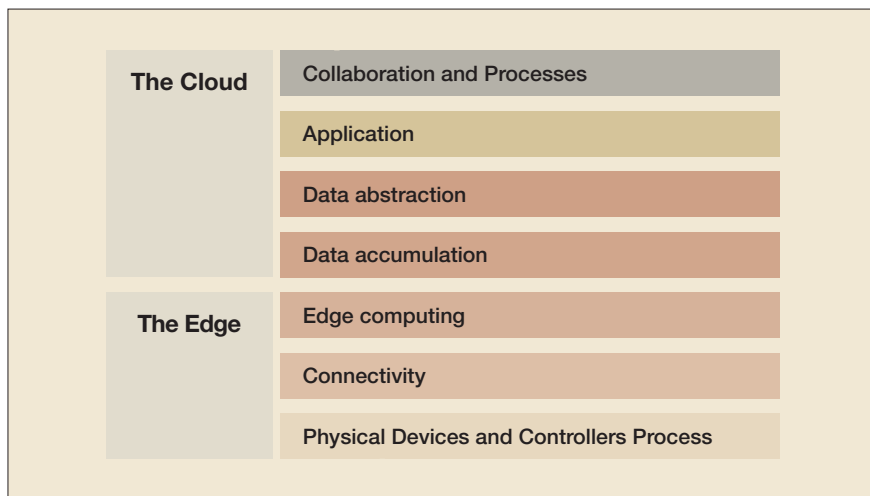 The Cloud
Collaboration and Processes
Application
Data abstraction
Data accumulation
The Edge
Edge computing
Connectivity
Physical Devices and Controllers Process